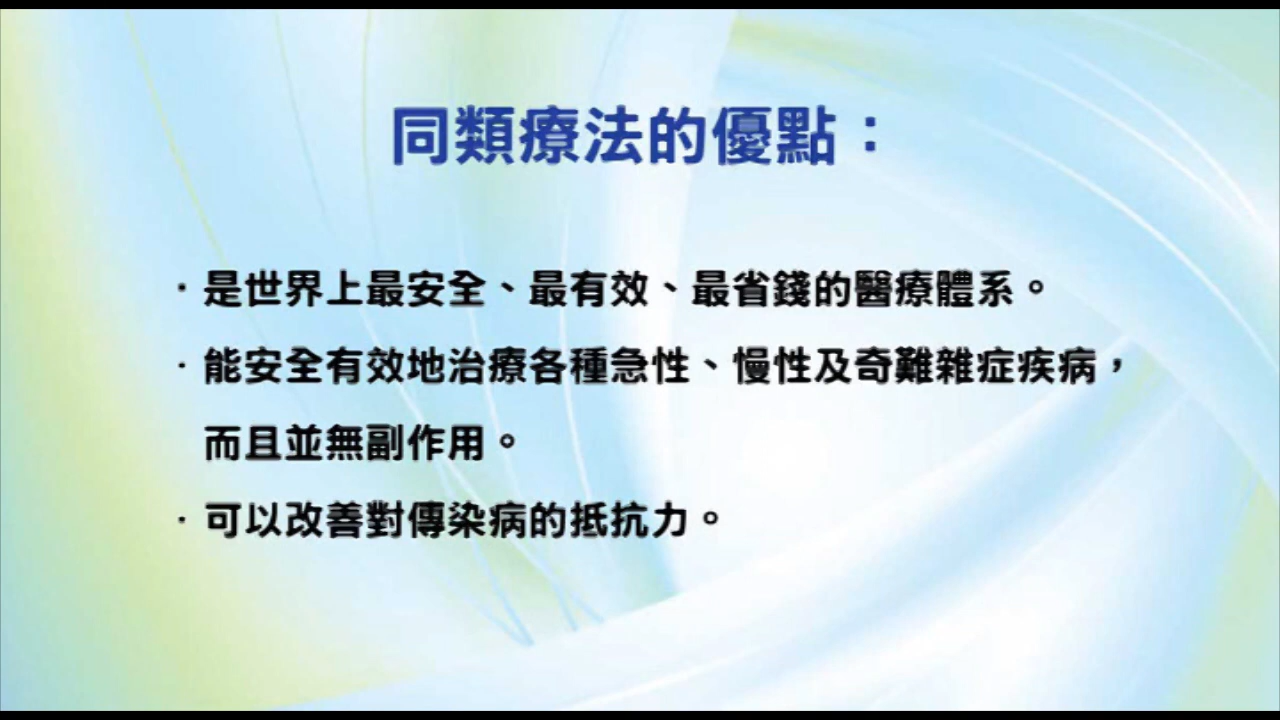 同類療法的優點：
· 是世界上最安全、最有效、最省錢的醫療體系。
· 能安全有效地治療各種急性、慢性及奇難雜症疾病，
而且並無副作用。
· 可以改善對傳染病的抵抗力。